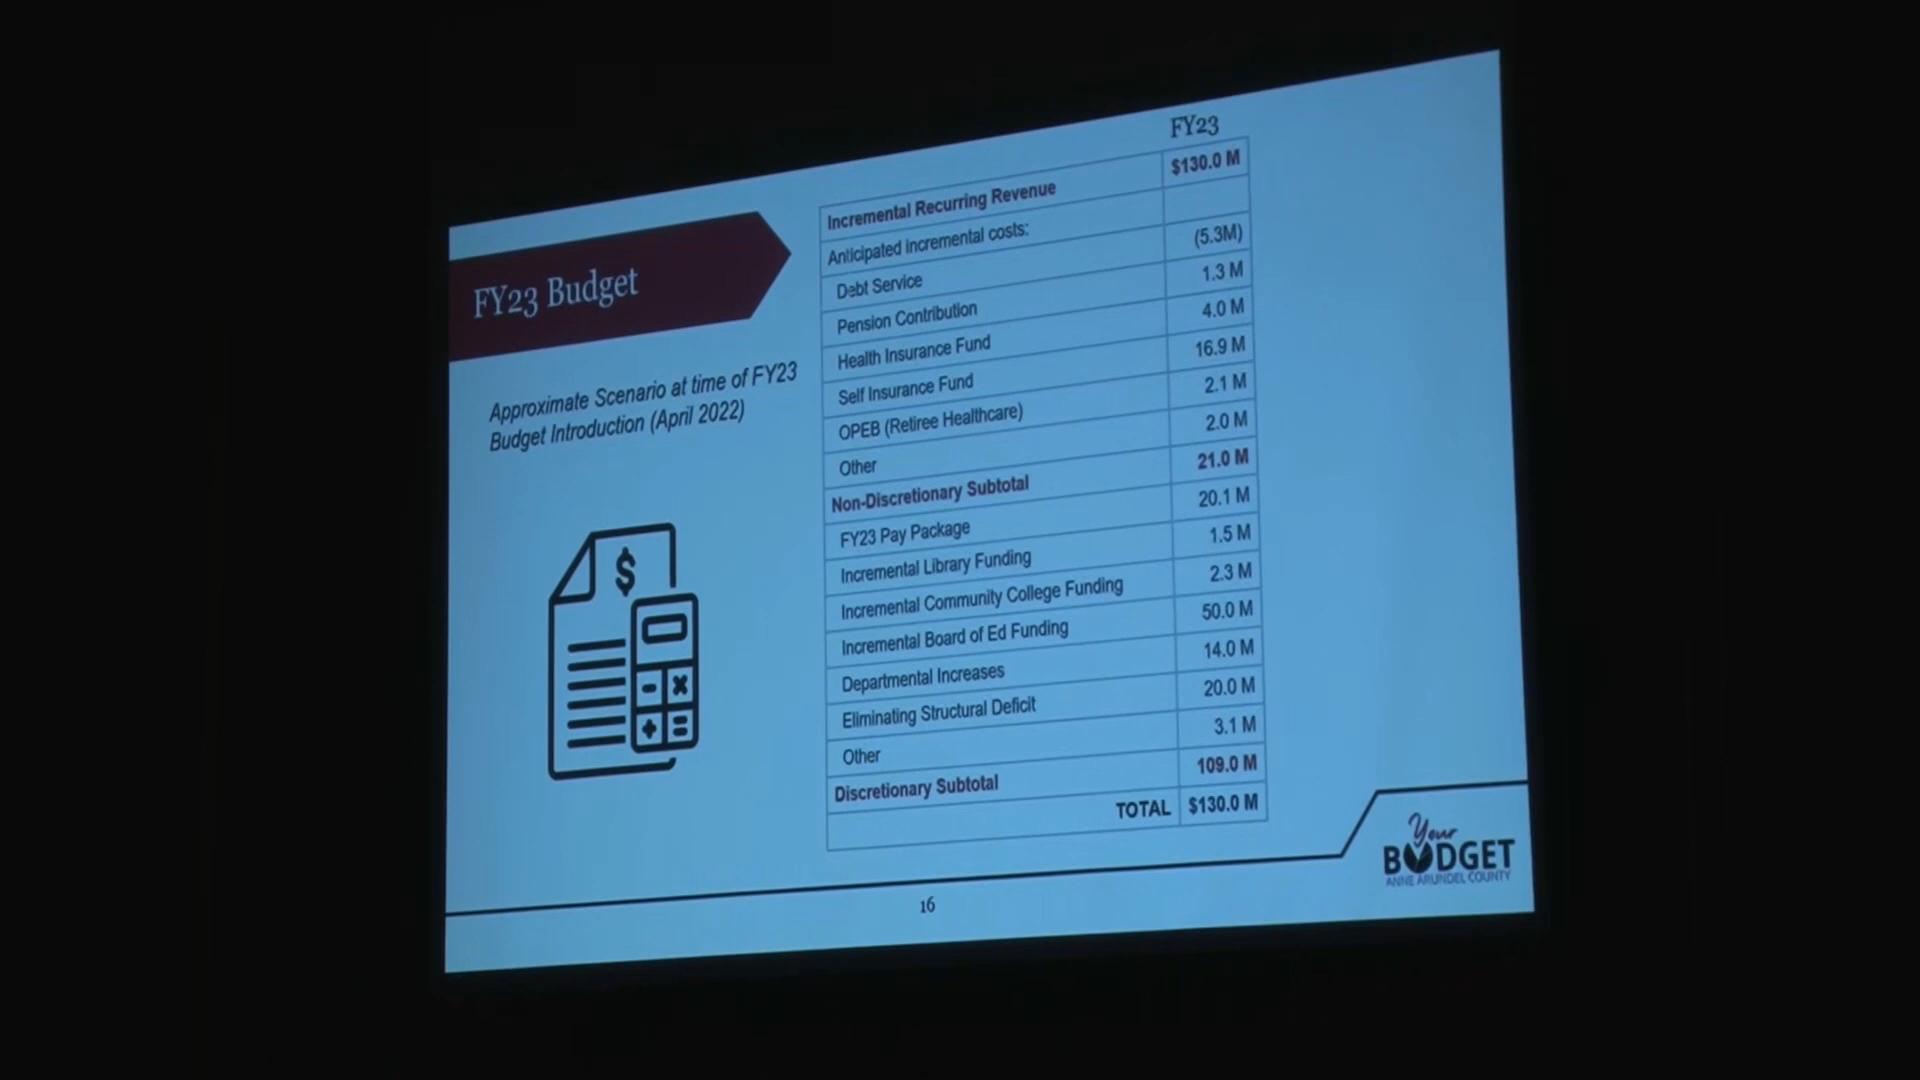 FY23 Budget
Approximate Scenario at time of FY23
Budget Introduction (April 2022)
$
FY23
Incremental Recurring Revenue $130.0 M
Anticipated incremental costs:
Debt Service (5.3M)
Pension Contribution 1.3 M
Health Insurance Fund 4.0 M
Self Insurance Fund 16.9 M
OPEB (Retiree Healthcare) 2.1 M
Other 2.0 M
Non-Discretionary Subtotal 21.0 M
FY23 Pay Package 20.1 M
Incremental Library Funding 1.5 M
Incremental Community College Funding 2.3 M
Incremental Board of Ed Funding 50.0 M
Departmental Increases 14.0 M
Eliminating Structural Deficit 20.0 M
Other 3.1 M
Discretionary Subtotal 109.0 M
TOTAL $130.0 M
16
Your
BUDGET
ANNE ARUNDEL COUNTY